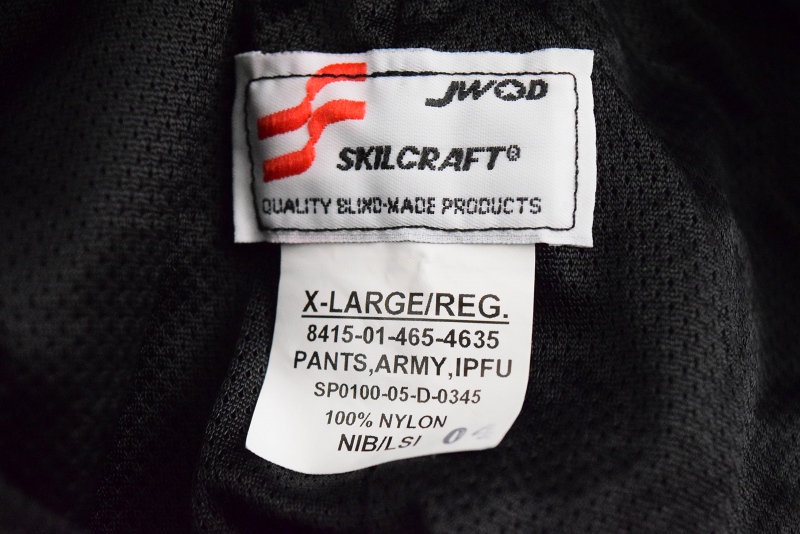 JWOD
SKILCRAFT®
QUALITY BLIND-MADE PRODUCTS
X-LARGE/REG.
8415-01-465-4635
PANTS,ARMY,IPFU
SP0100-05-D-0345
100% NYLON
NIB/LSI